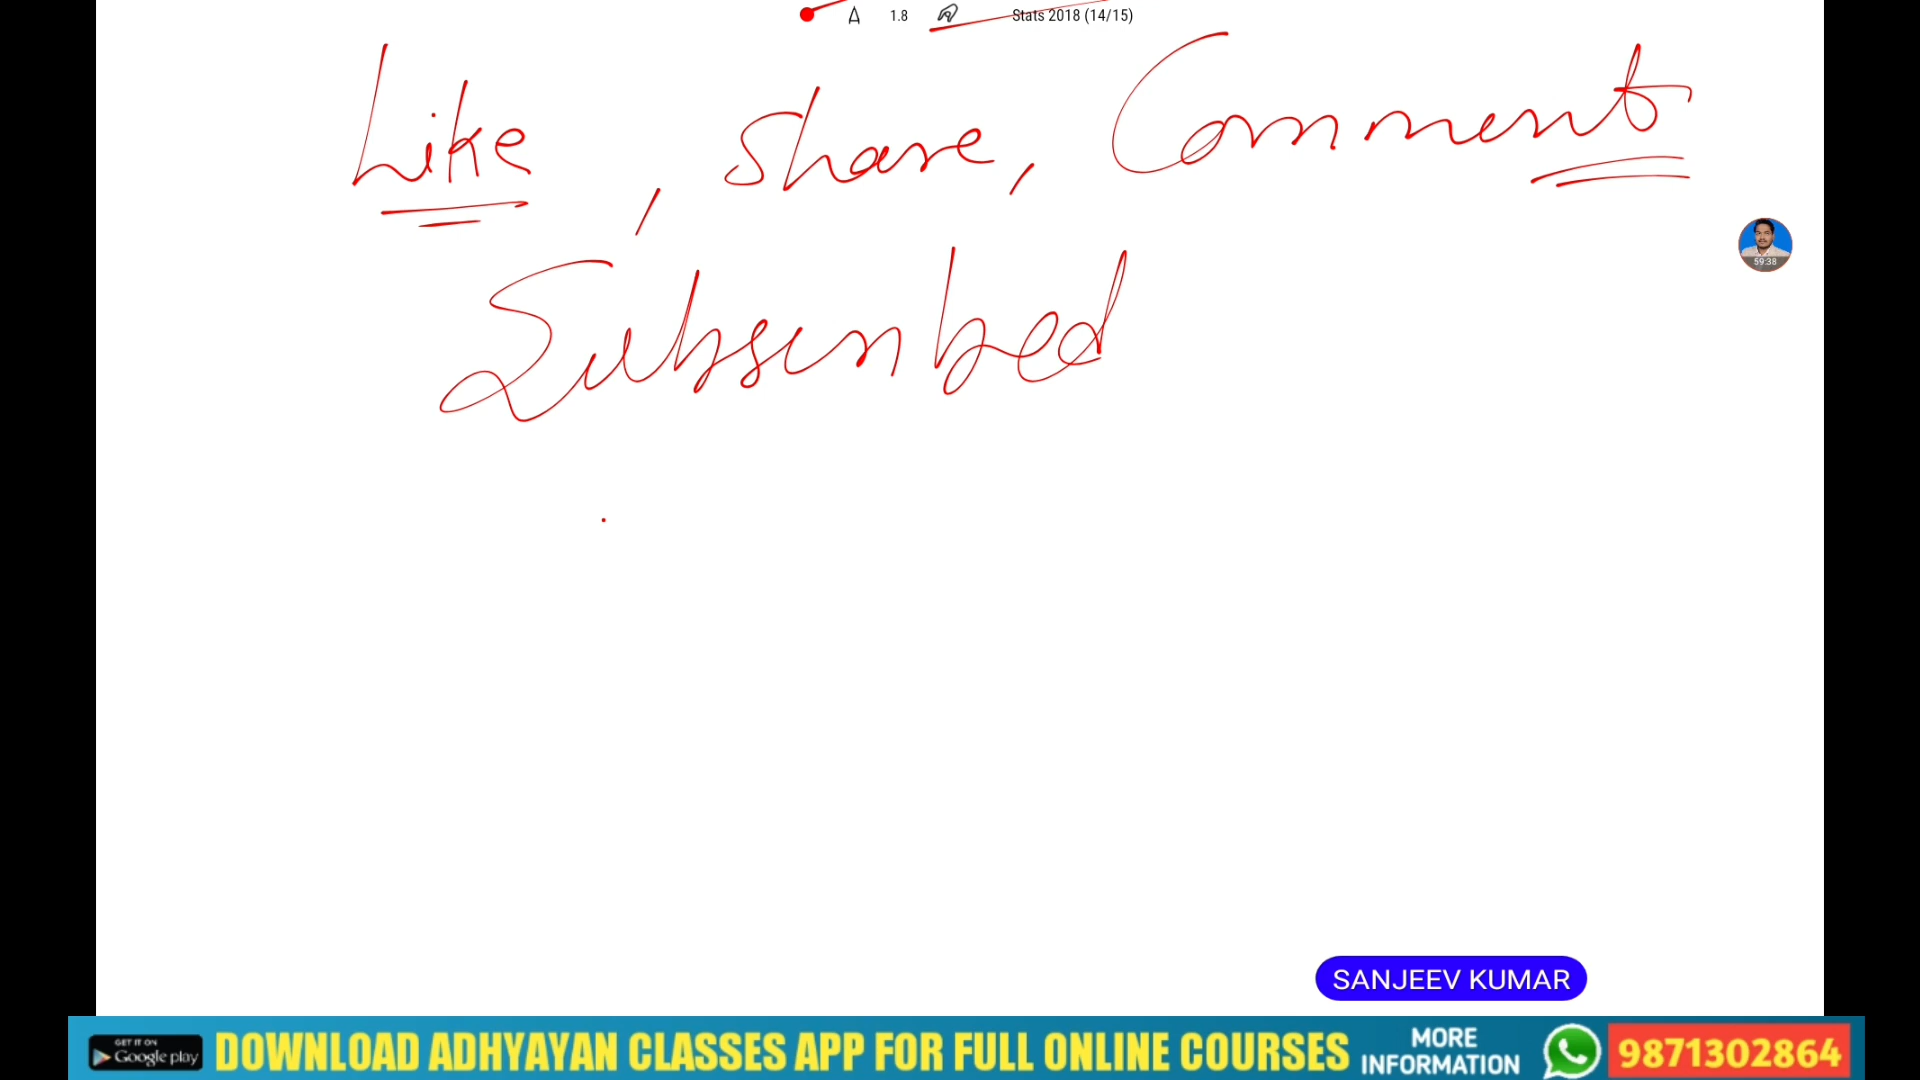 1.8 Stats 2018 (14/15)
Like, Share, Comment
Subscribed
59:38
SANJEEV KUMAR
GET IT ON
Google play
DOWNLOAD ADHYAYAN CLASSES APP FOR FULL ONLINE COURSES
MORE
INFORMATION
9871302864